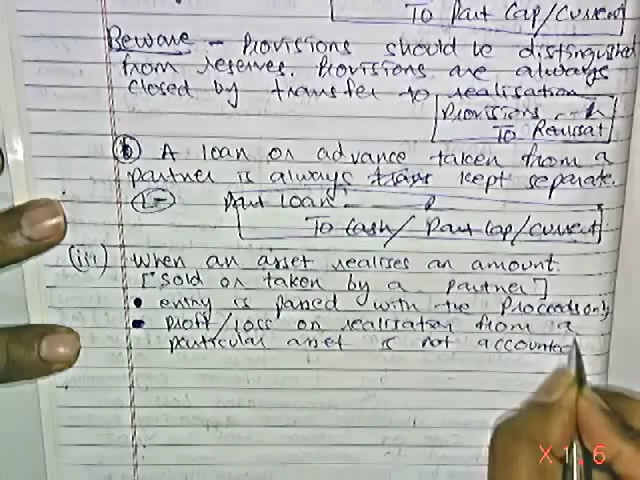 To Part Cap/Current
Beware - Provisions should be distinguished
from reserves. Provisions are always
closed by transfer to realisation
Provisions
To Realisat
(b) A loan or advance taken from a
partner is always kept separate.
Part Loan
To Cash/ Part Cap/Current
(iii) When an asset realises an amount.
[Sold or taken by a partner]
• entry is passed with the Proceeds only
• profit/loss on realisation from a
particular asset is not accounted
X1.6